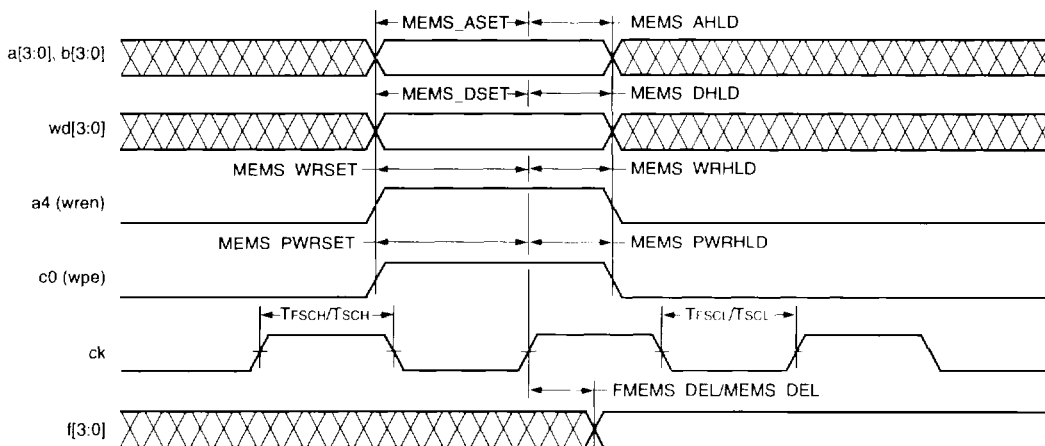 MEMS_ASET MEMS AHLD
a[3:0], b[3:0]
MEMS_DSET MEMS DHLD
wd[3:0]
MEMS WRSET MEMS WRHLD
a4 (wren)
MEMS PWRSET MEMS PWRHLD
c0 (wpe)
TFSCH/TSCH TFSCL/TSCL
ck
FMEMS DEL/MEMS DEL
f[3:0]